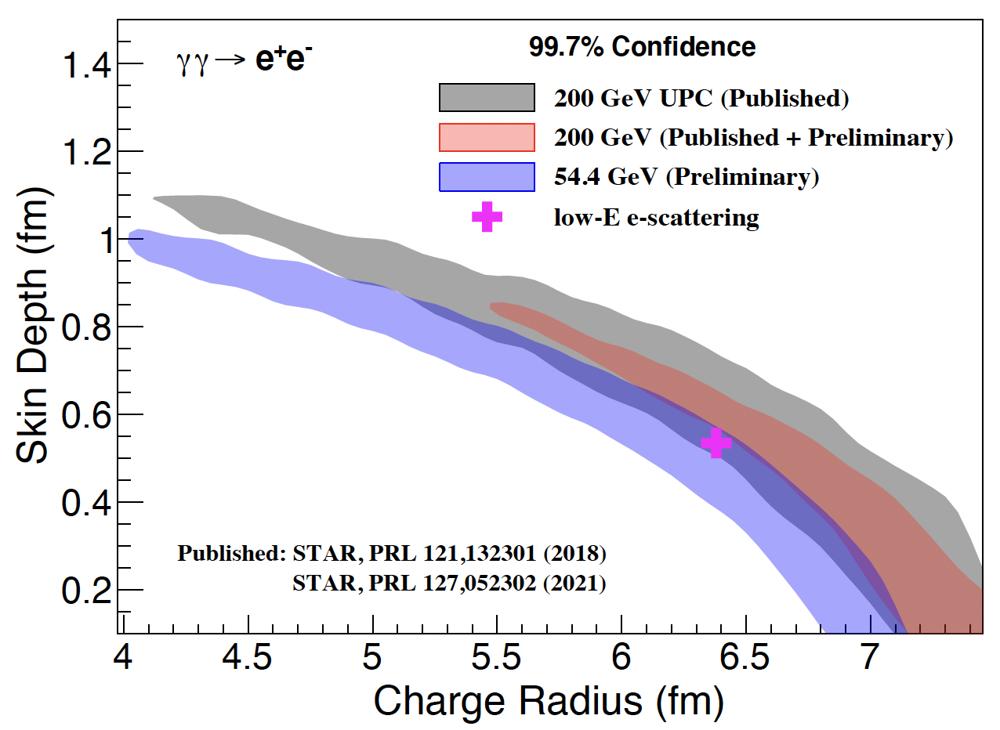 γγ → e⁺e⁻
99.7% Confidence
200 GeV UPC (Published)
200 GeV (Published + Preliminary)
54.4 GeV (Preliminary)
low-E e-scattering
Skin Depth (fm)
1.4
1.2
1
0.8
0.6
0.4
0.2
Published: STAR, PRL 121,132301 (2018)
STAR, PRL 127,052302 (2021)
4 4.5 5 5.5 6 6.5 7
Charge Radius (fm)